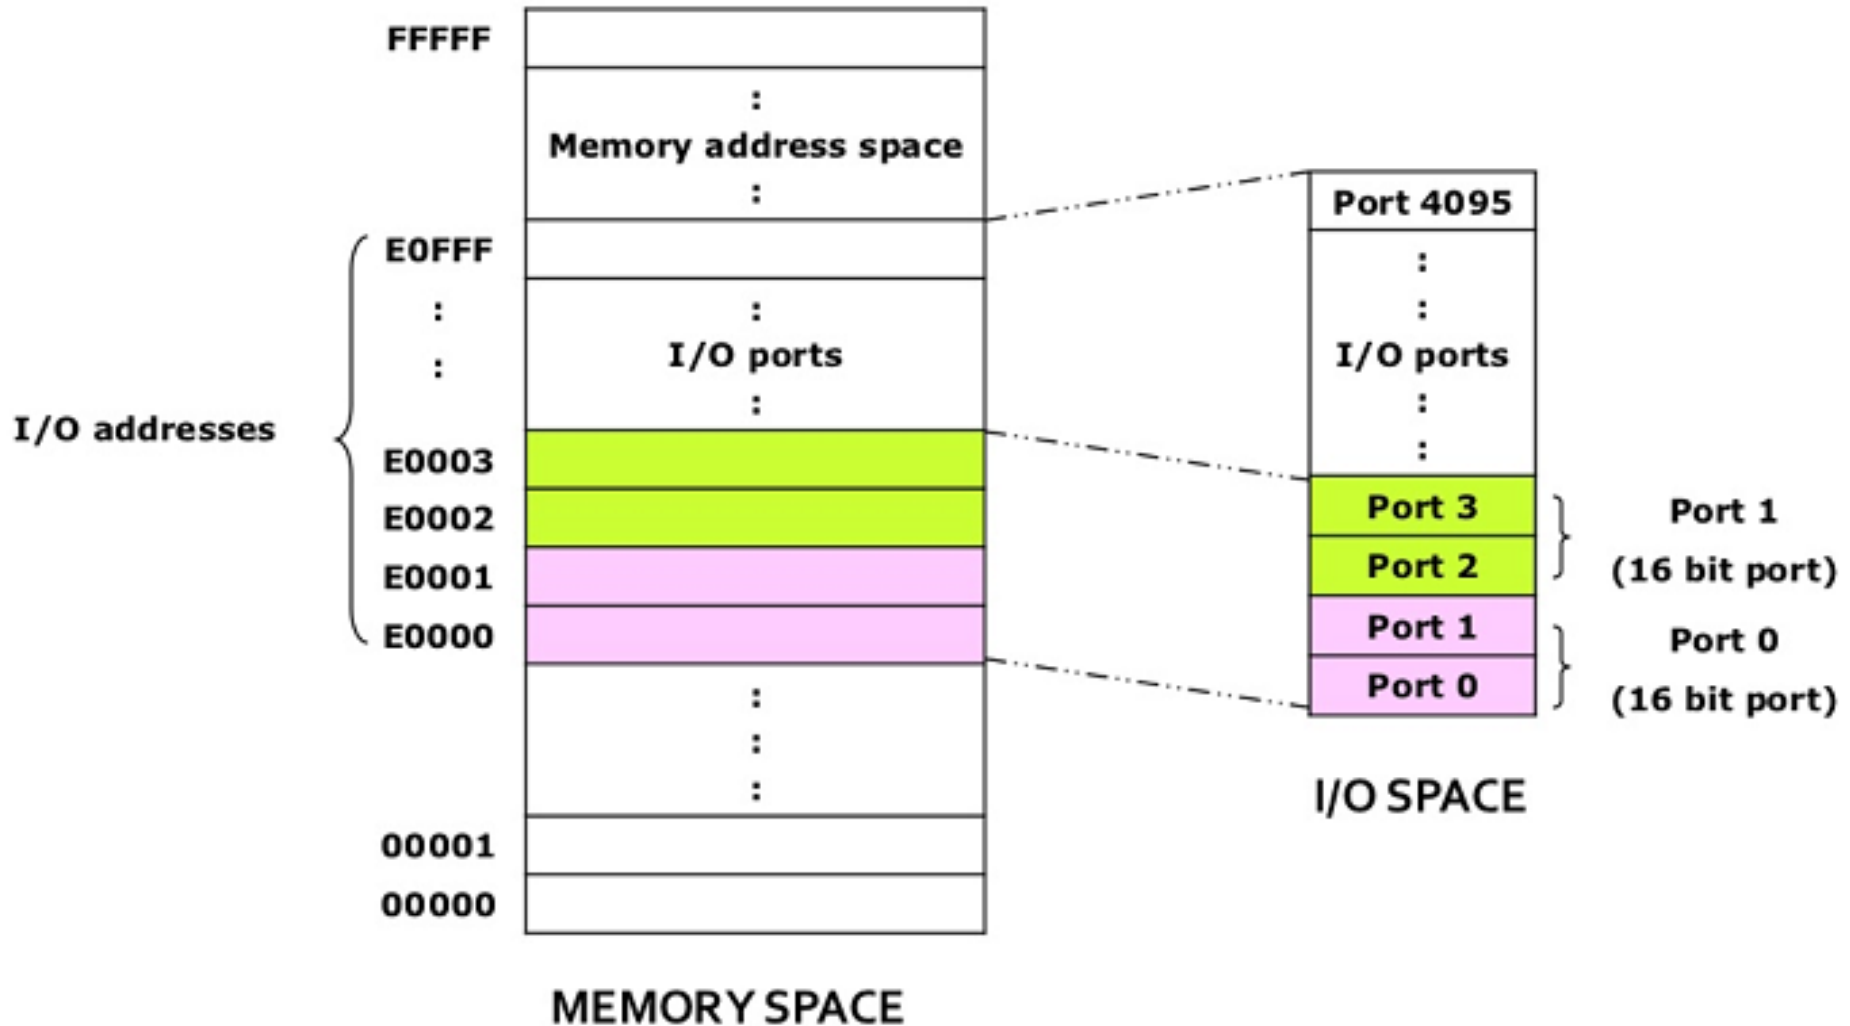 FFFFF
:
Memory address space
:
E0FFF
:
:
I/O addresses
E0003
E0002
E0001
E0000
:
I/O ports
:
:
:
:
00001
00000
MEMORY SPACE
Port 4095
:
:
I/O ports
:
:
Port 3
Port 2
Port 1
Port 0
Port 1
(16 bit port)
Port 0
(16 bit port)
I/O SPACE